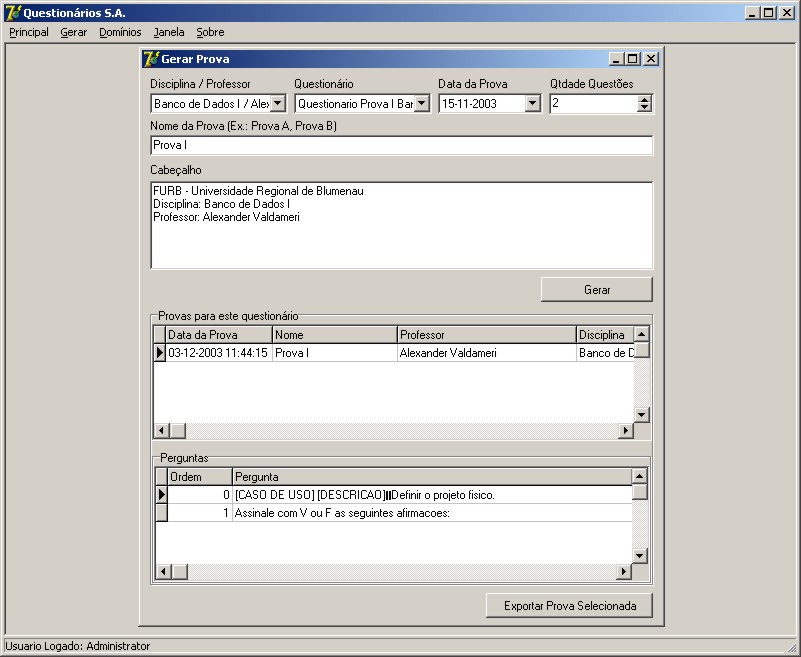 Questionários S.A.
Principal Gerar Domínios Janela Sobre
Gerar Prova
Disciplina / Professor Questionário Data da Prova Qtdade Questões
Banco de Dados I / Alex Questionario Prova I Bar 15-11-2003 2
Nome da Prova (Ex.: Prova A, Prova B)
Prova I
Cabeçalho
FURB - Universidade Regional de Blumenau
Disciplina: Banco de Dados I
Professor: Alexander Valdameri
Gerar
Provas para este questionário
Data da Prova Nome Professor Disciplina
03-12-2003 11:44:15 Prova I Alexander Valdameri Banco de D
Perguntas
Ordem Pergunta
0 [CASO DE USO] [DESCRICAO]||Definir o projeto fisico.
1 Assinale com V ou F as seguintes afirmacoes:
Exportar Prova Selecionada
Usuario Logado: Administrator